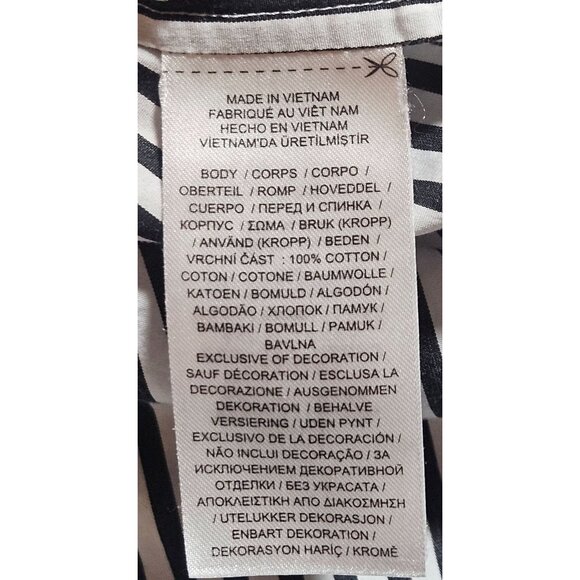 MADE IN VIETNAM
FABRIQUÉ AU VIÊT NAM
HECHO EN VIETNAM
VIETNAM'DA ÜRETİLMİŞTİR
BODY / CORPS / CORPO /
OBERTEIL / ROMP / HOVEDDEL /
CUERPO / ПЕРЕД И СПИНКА /
КОРПУС / ΣΩΜΑ / BRUK (KROPP)
/ ANVÄND (KROPP) / BEDEN /
VRCHNÍ ČÁST : 100% COTTON /
COTON / COTONE / BAUMWOLLE /
KATOEN / BOMULD / ALGODÓN /
ALGODÃO / ХЛОПОК / ПАМУК /
BAMBAKI / BOMULL / PAMUK /
BAVLNA
EXCLUSIVE OF DECORATION /
SAUF DÉCORATION / ESCLUSA LA
DECORAZIONE / AUSGENOMMEN
DEKORATION / BEHALVE
VERSIERING / UDEN PYNT /
EXCLUSIVO DE LA DECORACIÓN /
NÃO INCLUI DECORAÇÃO / ЗА
ИСКЛЮЧЕНИЕМ ДЕКОРАТИВНОЙ
ОТДЕЛКИ / БЕЗ УКРАСАТА /
ΑΠΟΚΛΕΙΣΤΙΚΗ ΑΠΟ ΔΙΑΚΟΣΜΗΣΗ
/ UTELUKKER DEKORASJON /
ENBART DEKORATION /
DEKORASYON HARİÇ / KROMĚ